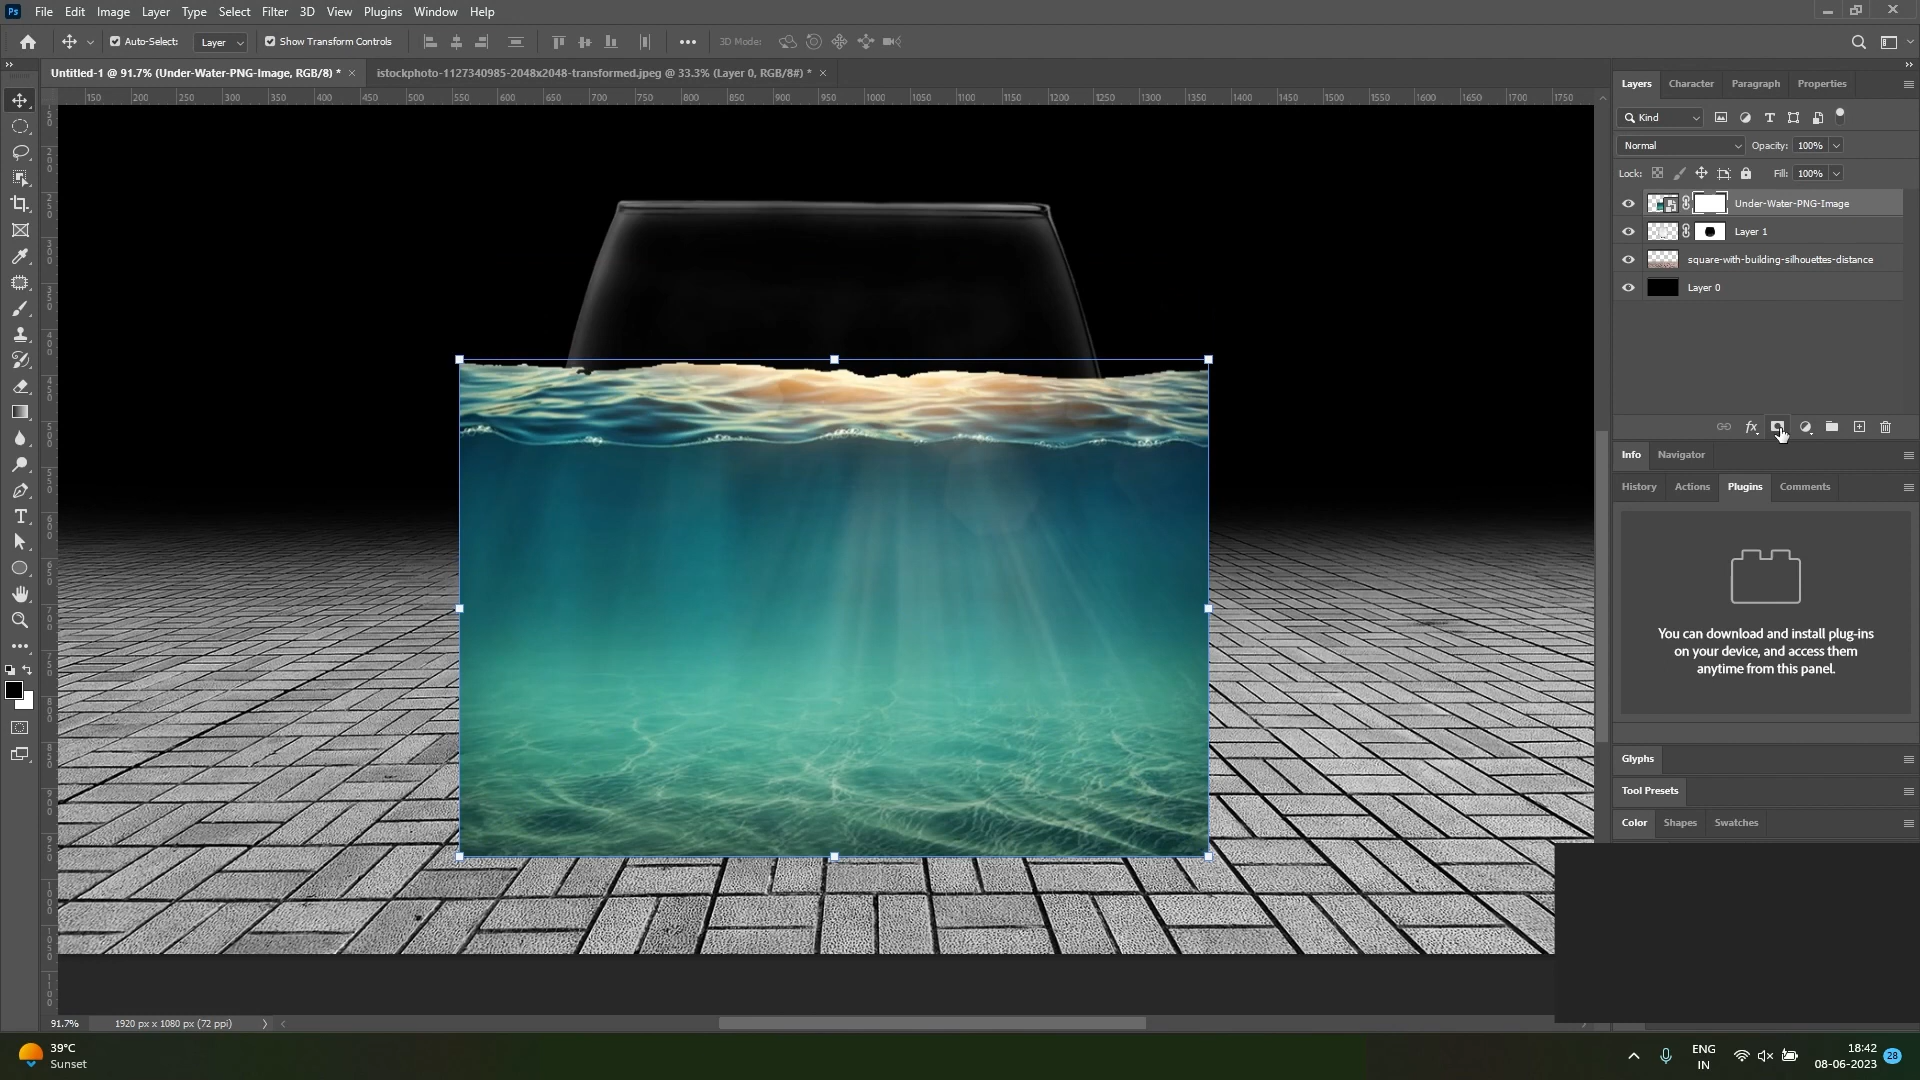 Ps File Edit Image Layer Type Select Filter 3D View Plugins Window Help
Auto-Select: Layer Show Transform Controls 3D Mode:
Untitled-1 @ 91.7% (Under-Water-PNG-Image, RGB/8) * × istockphoto-1127340985-2048x2048-transformed.jpeg @ 33.3% (Layer 0, RGB/8#) * ×
150 200 250 300 350 400 450 500 550 600 650 700 750 800 850 900 950 1000 1050 1100 1150 1200 1250 1300 1350 1400 1450 1500 1550 1600 1650 1700 1750
Layers Character Paragraph Properties
Kind
Normal Opacity: 100%
Lock: Fill: 100%
Under-Water-PNG-Image
Layer 1
square-with-building-silhouettes-distance
Layer 0
fx
Info Navigator
History Actions Plugins Comments
You can download and install plug-ins
on your device, and access them
anytime from this panel.
Glyphs
Tool Presets
Color Shapes Swatches
91.7% 1920 px x 1080 px (72 ppi)
39°C
Sunset
ENG
IN
18:42
08-06-2023
28